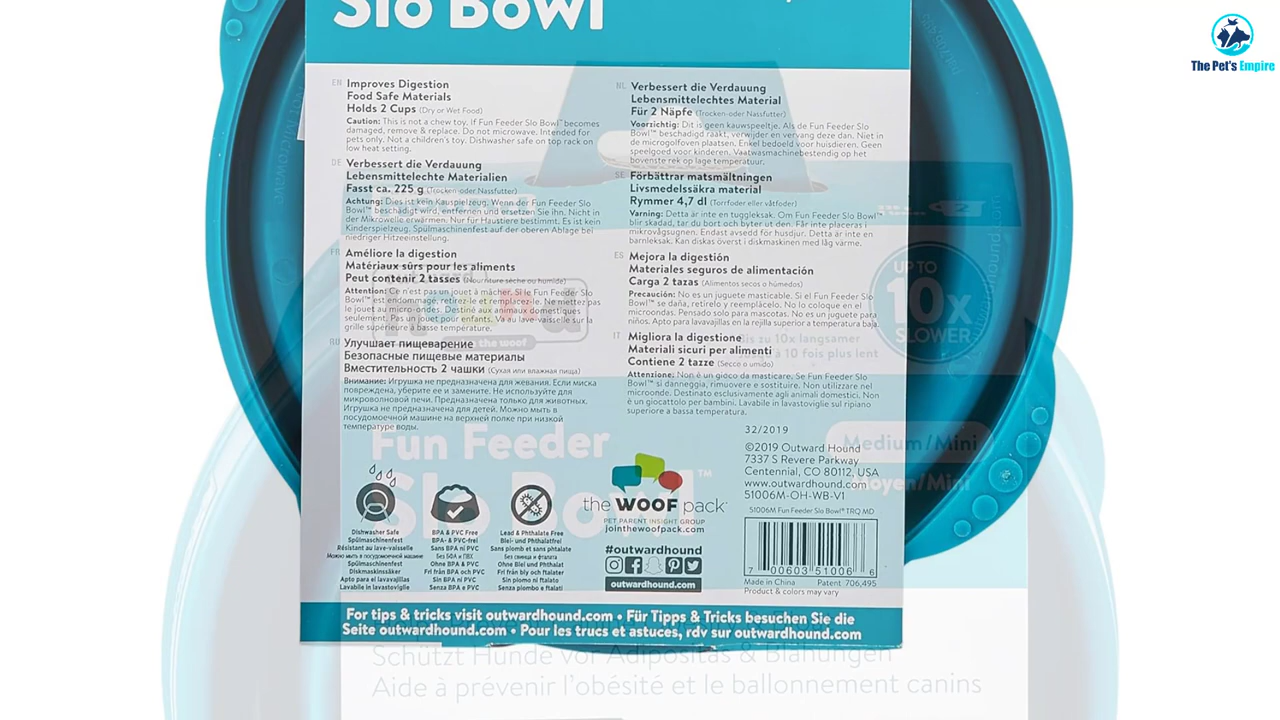 Slo Bowl
The Pet's Empire
EN Improves Digestion
Food Safe Materials
Holds 2 Cups (Dry or Wet Food)
Caution: This is not a chew toy. If Fun Feeder Slo Bowl™ becomes
damaged, remove & replace. Do not microwave. Intended for
pets only. Not a children's toy. Dishwasher safe on top rack on
low heat setting.
DE Verbessert die Verdauung
Lebensmittelechte Materialien
Fasst ca. 225 g (Trocken-oder Nassfutter)
Achtung: Dies ist kein Kauspielzeug. Wenn der Fun Feeder Slo
Bowl™ beschädigt wird, entfernen und ersetzen Sie ihn. Nicht in
der Mikrowelle erwärmen. Nur für Haustiere bestimmt. Es ist kein
Kinderspielzeug. Spülmaschinenfest auf der oberen Ablage bei
niedriger Hitzeeinstellung.
FR Améliore la digestion
Matériaux sûrs pour les aliments
Peut contenir 2 tasses (Nourriture sèche ou humide)
Attention: Ce n'est pas un jouet à mâcher. Si le Fun Feeder Slo
Bowl™ est
le jouet au
seulement. Pas un jouet pour enfants. Va au lave-vaisselle sur la
grille supérieure à basse température.
RU Улучшает пищеварение
Безопасные пищевые материалы
Вместительность 2 чашки (Сухая или влажная пища)
Внимание: Игрушка не предназначена для жевания. Если миска
повреждена, уберите ее и замените. Не используйте для
микроволновой печи. Предназначена только для животных.
Игрушка не предназначена для детей. Можно мыть в
посудомоечной машине на верхней полке при низкой
температуре воды.
NL Verbessert die Verdauung
Lebensmittelechtes Material
Für 2 Näpfe (Trocken-oder Nassfutter)
Voorzichtig: Dit is geen kauwspeeltje. Als de Fun Feeder Slo
Bowl™ beschadigd raakt, verwijder en vervang deze dan. Niet in
de microgolfoven plaatsen. Enkel bedoeld voor huisdieren. Geen
speelgoed voor kinderen. Vaatwasmachinebestendig op het
bovenste rek op lage temperatuur.
SE Förbättrar matsmältningen
Livsmedelssäkra material
Rymmer 4,7 dl (Torrfoder eller våtfoder)
Varning: Detta är inte en tuggleksak. Om Fun Feeder Slo Bowl™
blir skadad, tar du bort och byter ut den. Får inte placeras i
mikrovågsugnen. Endast avsedd för husdjur. Detta är inte en
barnleksak. Kan diskas överst i diskmaskinen med låg värme.
ES Mejora la digestión
Materiales seguros de alimentación
Carga 2 tazas (Alimentos secos o húmedos)
Precaución: No es un juguete masticable. Si el Fun Feeder Slo
Bowl™ se daña, retírelo y reemplácelo. No lo coloque en el
microondas. Pensado solo para mascotas. No es un juguete para
niños. Apto para lavavajillas en la rejilla superior a temperatura baja.
IT Migliora la digestione
Materiali sicuri per alimenti
Contiene 2 tazze (Secco o umido)
Attenzione: Non è un gioco da masticare. Se Fun Feeder Slo
Bowl™ si danneggia, rimuovere e sostituire. Non utilizzare nel
microonde. Destinato esclusivamente agli animali domestici. Non
è un giocattolo per bambini. Lavabile in lavastoviglie sul ripiano
superiore a bassa temperatura.
UP TO
10x
SLOWER
Bis zu 10x langsamer
Jusqu'à 10 fois plus lent
hound
Fun Feeder
Slo Bowl™
Medium/Mini
Moyen/Mini
32/2019
©2019 Outward Hound
7337 S Revere Parkway
Centennial, CO 80112, USA
www.outwardhound.com
51006M-OH-WB-V1
51006M Fun Feeder Slo Bowl® TRQ MD
7 00603 51006 6
Made in China Patent 706,495
Product & colors may vary
the WOOF pack
PET PARENT INSIGHT GROUP
jointhewoofpack.com
#outwardhound
outwardhound.com
Dishwasher Safe
Spülmaschinenfest
Résistant au lave-vaisselle
Можно мыть в посудомоечной машине
Spülmaschinenfest
Diskmaskinsäker
Apto para el lavavajillas
Lavabile in lavastoviglie
BPA & PVC Free
BPA- & PVC-frei
Sans BPA ni PVC
Без БФА и ПВХ
Ohne BPA & PVC
Fri från BPA och PVC
Sin BPA ni PVC
Senza BPA e PVC
Lead & Phthalate Free
Blei- und Phthalatfrei
Sans plomb et sans phtalate
Без свинца и фталата
Ohne Blei und Phthalat
Fri från bly och ftalater
Sin plomo ni ftalatos
Senza piombo e ftalati
For tips & tricks visit outwardhound.com • Für Tipps & Tricks besuchen Sie die
Seite outwardhound.com • Pour les trucs et astuces, rdv sur outwardhound.com
Schützt Hunde vor Adipositas & Blähungen
Aide à prévenir l'obésité et le ballonnement canins